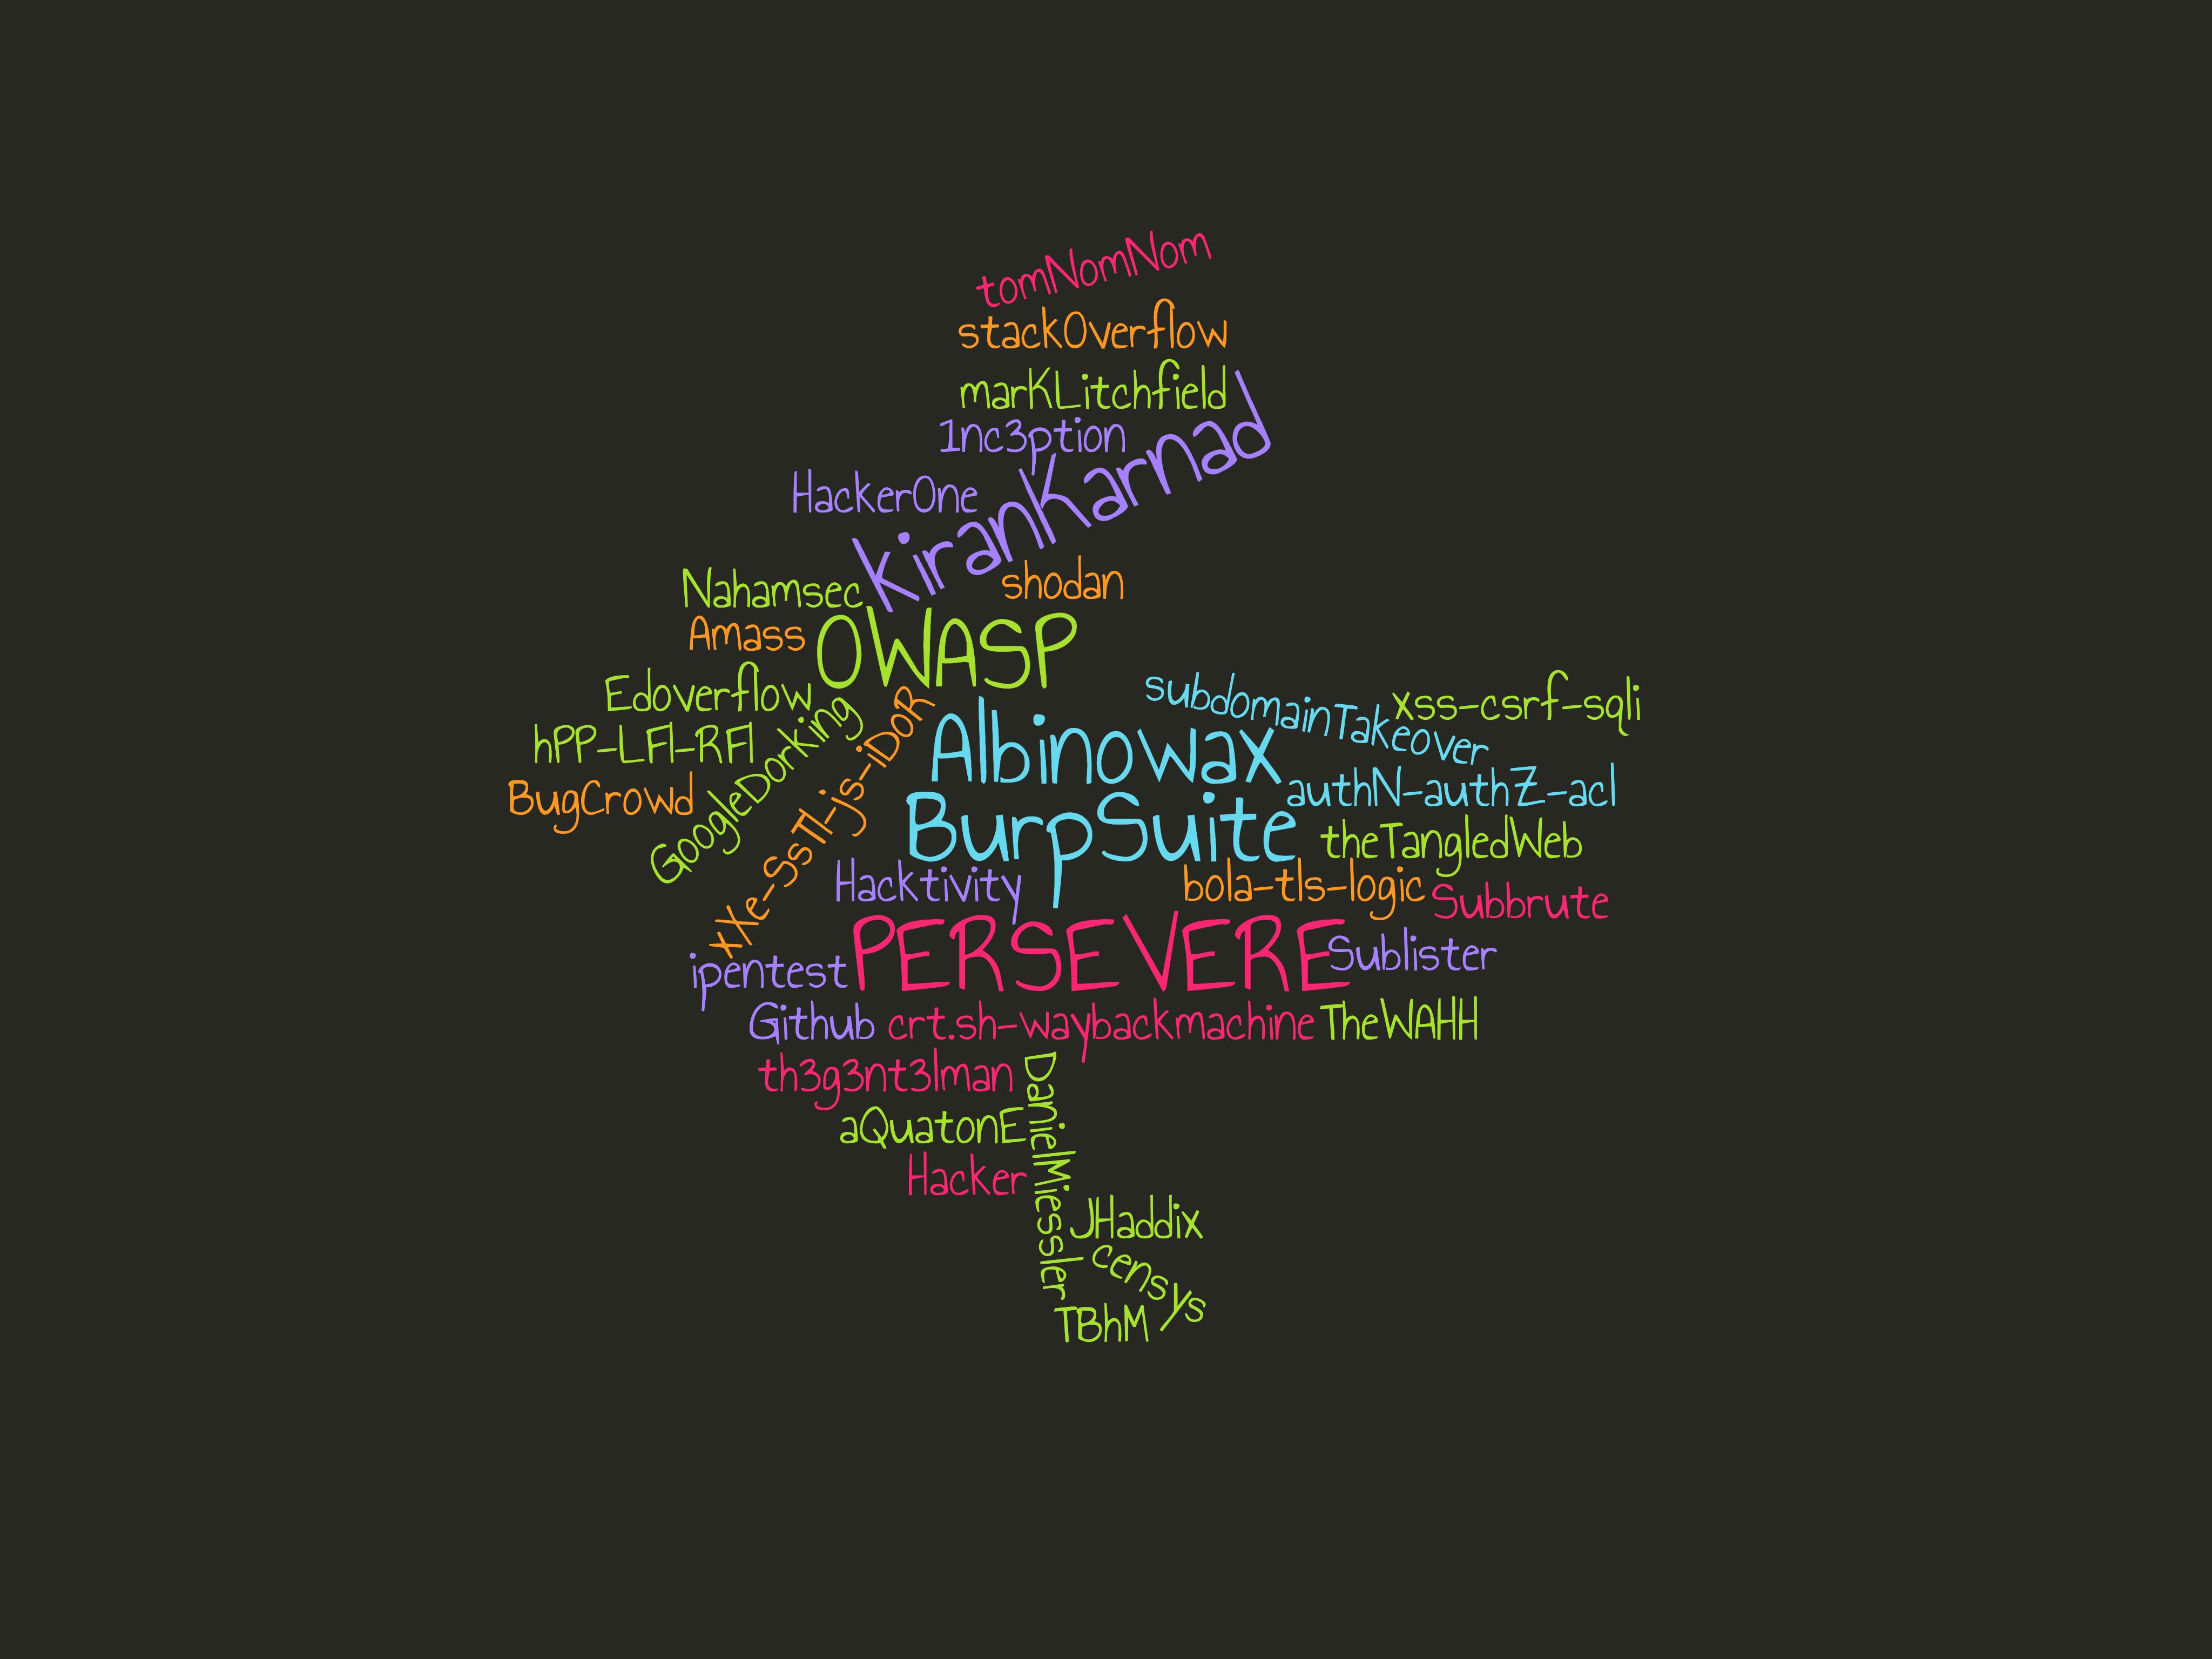 tomNomNom
stackOverflow
marKLitchfield
1nc3ption
KiranKarnad
HackerOne
shodan
Nahamsec
Amass
OWASP
Edoverflow
subdomainTakeover
xss-csrf-sqli
hPP-LFI-RFI
GoogleDorking
xXe-SSTI-js-iDOR
Albinowax
BugCrowd
authN-authZ-acl
BurpSuite
theTangledWeb
Hacktivity
bola-tls-logic
Subbrute
PERSEVERE
Sublister
ipentest
Github
crt.sh-waybackmachine
TheWAHH
th3g3nt3lman
DanielMiessler
aQuatonE
Hacker
JHaddix
censys
TBhM